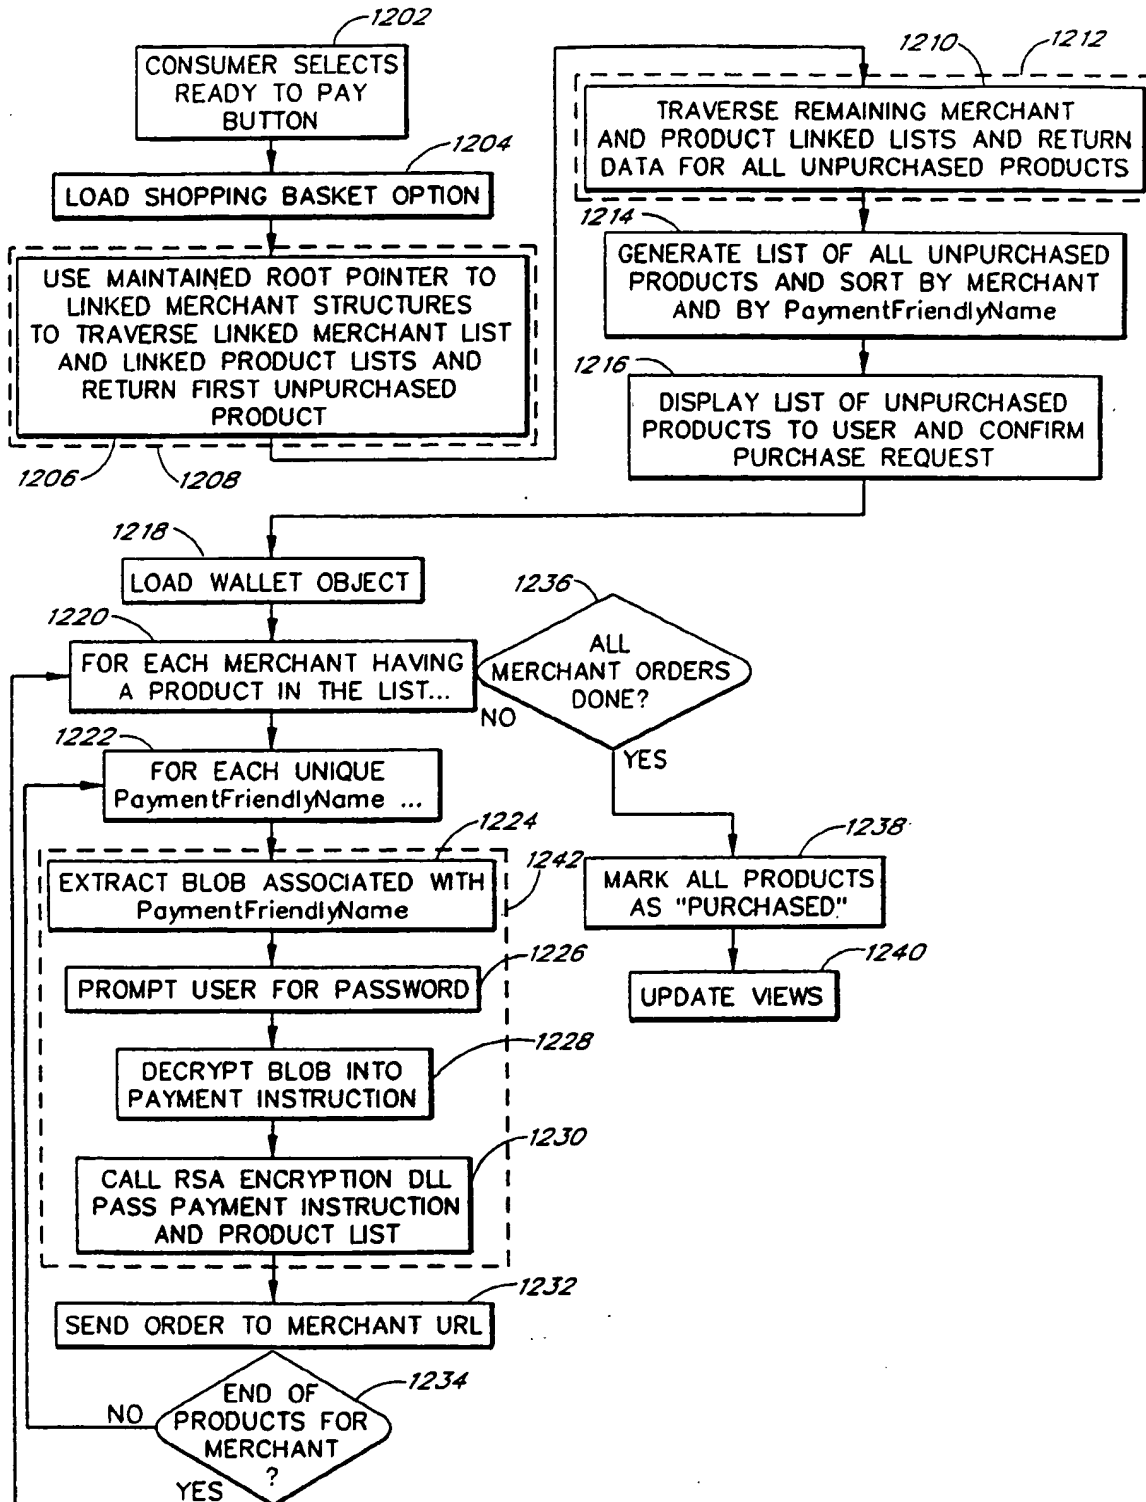 1202
CONSUMER SELECTS
READY TO PAY
BUTTON
1204
LOAD SHOPPING BASKET OPTION
USE MAINTAINED ROOT POINTER TO
LINKED MERCHANT STRUCTURES
TO TRAVERSE LINKED MERCHANT LIST
AND LINKED PRODUCT LISTS AND
RETURN FIRST UNPURCHASED
PRODUCT
1206
1208
1210
1212
TRAVERSE REMAINING MERCHANT
AND PRODUCT LINKED LISTS AND RETURN
DATA FOR ALL UNPURCHASED PRODUCTS
1214
GENERATE LIST OF ALL UNPURCHASED
PRODUCTS AND SORT BY MERCHANT
AND BY PaymentFriendlyName
1216
DISPLAY LIST OF UNPURCHASED
PRODUCTS TO USER AND CONFIRM
PURCHASE REQUEST
1218
LOAD WALLET OBJECT
1220
FOR EACH MERCHANT HAVING
A PRODUCT IN THE LIST...
1236
ALL
MERCHANT ORDERS
DONE?
NO
YES
1222
FOR EACH UNIQUE
PaymentFriendlyName ...
1224
1242
EXTRACT BLOB ASSOCIATED WITH
PaymentFriendlyName
1226
PROMPT USER FOR PASSWORD
1228
DECRYPT BLOB INTO
PAYMENT INSTRUCTION
1230
CALL RSA ENCRYPTION DLL
PASS PAYMENT INSTRUCTION
AND PRODUCT LIST
1238
MARK ALL PRODUCTS
AS "PURCHASED"
1240
UPDATE VIEWS
1232
SEND ORDER TO MERCHANT URL
1234
END OF
PRODUCTS FOR
MERCHANT
?
NO
YES